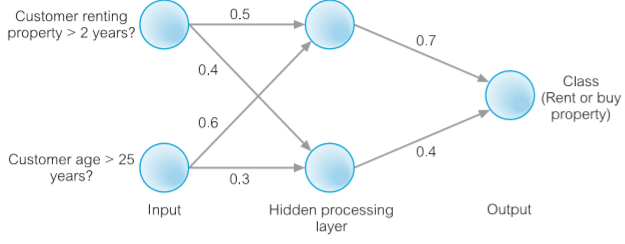 Customer renting
property > 2 years?
0.5
0.7
0.4
Class
(Rent or buy
property)
0.6
0.4
Customer age > 25
years?
0.3
Input
Hidden processing
layer
Output